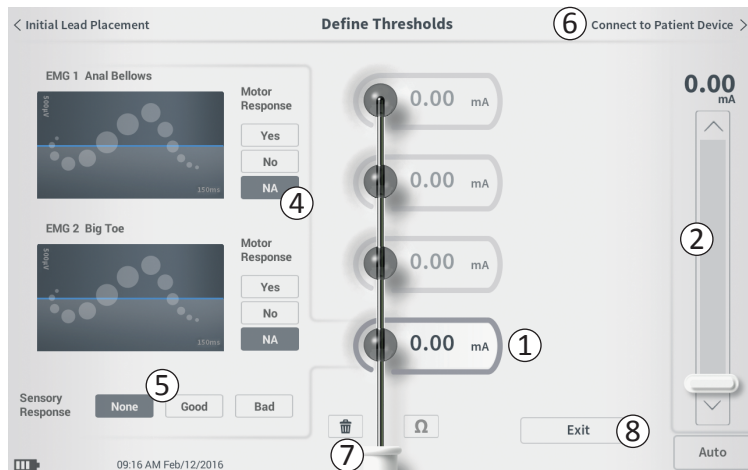 Initial Lead Placement
Define Thresholds
6
Connect to Patient Device
EMG 1 Anal Bellows
500µV
150ms
Motor
Response
Yes
No
NA
4
0.00 mA
0.00 mA
0.00 mA
0.00 mA
1
0.00
mA
2
EMG 2 Big Toe
500µV
150ms
Motor
Response
Yes
No
NA
5
Sensory
Response
None
Good
Bad
7
Ω
Exit
8
Auto
09:16 AM Feb/12/2016